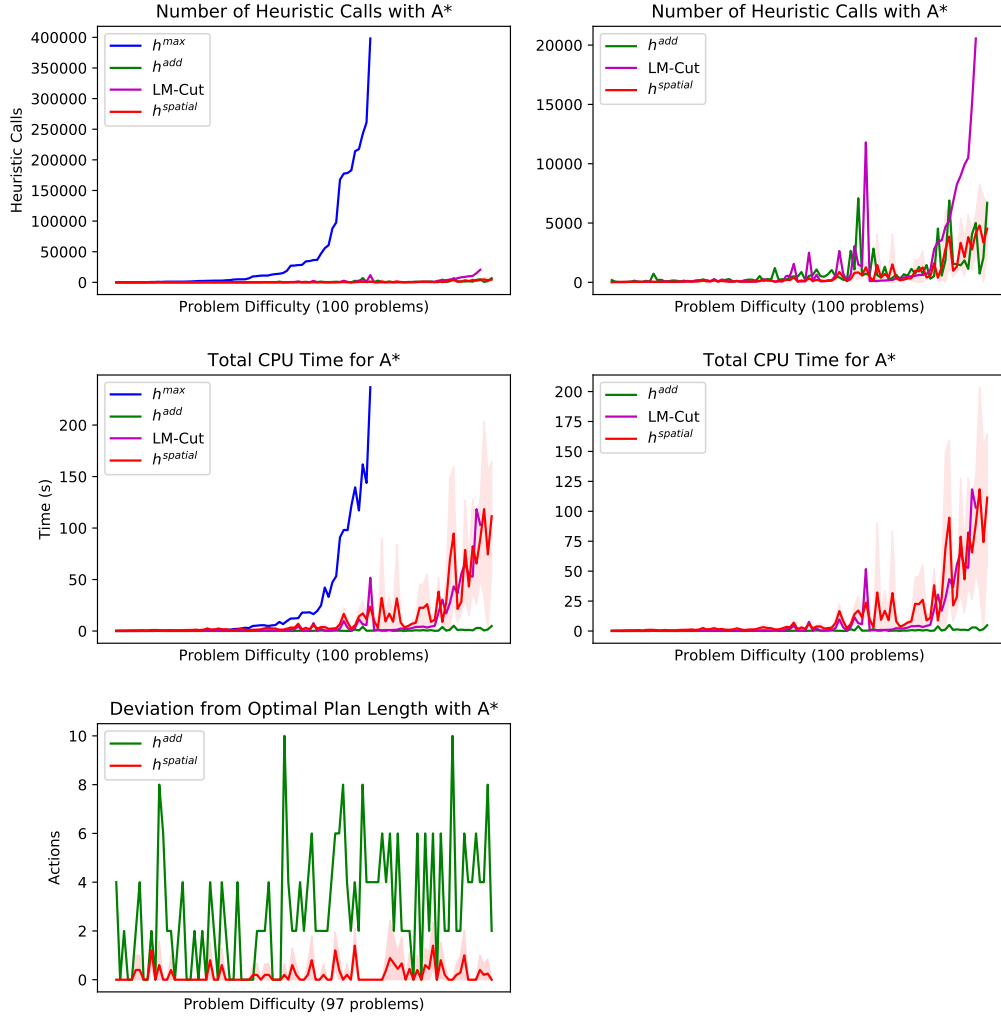 Number of Heuristic Calls with A*
400000
350000
300000
250000
200000
150000
100000
50000
0
Heuristic Calls
h^max
h^add
LM-Cut
h^spatial
Problem Difficulty (100 problems)
Number of Heuristic Calls with A*
20000
15000
10000
5000
0
h^add
LM-Cut
h^spatial
Problem Difficulty (100 problems)
Total CPU Time for A*
200
150
100
50
0
Time (s)
h^max
h^add
LM-Cut
h^spatial
Problem Difficulty (100 problems)
Total CPU Time for A*
200
175
150
125
100
75
50
25
0
h^add
LM-Cut
h^spatial
Problem Difficulty (100 problems)
Deviation from Optimal Plan Length with A*
10
8
6
4
2
0
Actions
h^add
h^spatial
Problem Difficulty (97 problems)